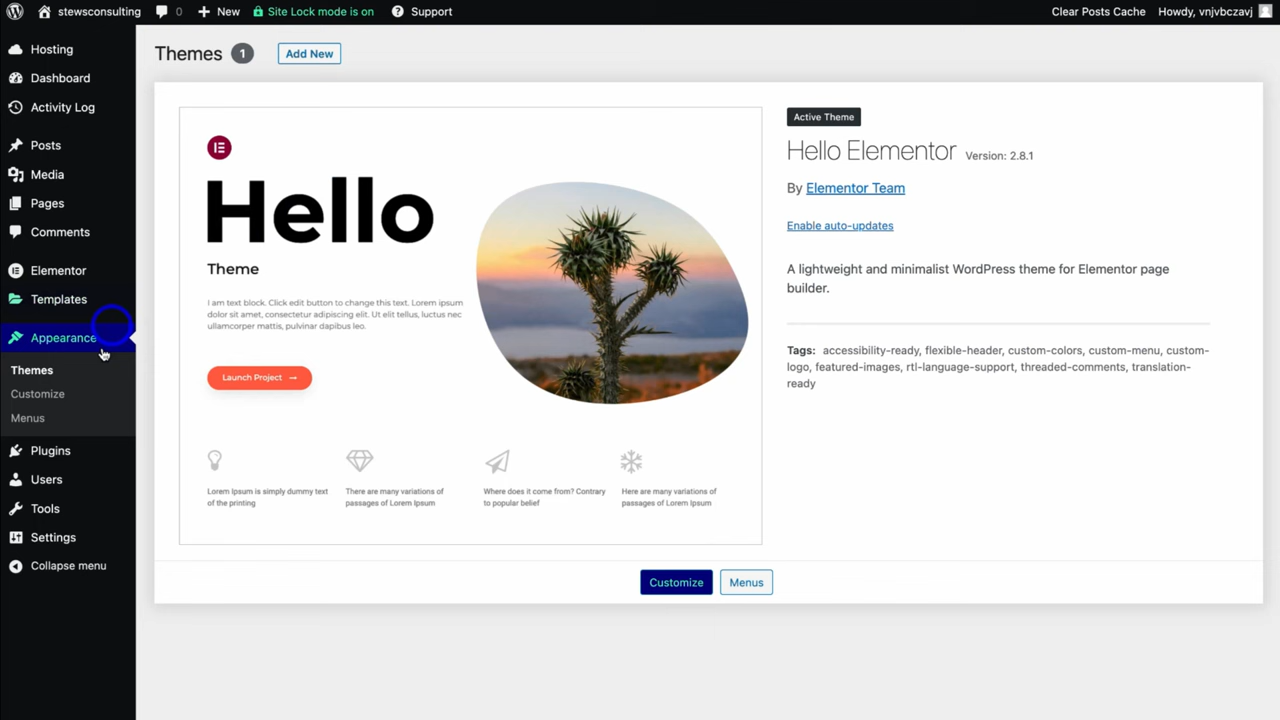 stewsconsulting 0 New Site Lock mode is on Support Clear Posts Cache Howdy, vnjvbczavj
Hosting
Dashboard
Activity Log
Posts
Media
Pages
Comments
Elementor
Templates
Appearance
Themes
Customize
Menus
Plugins
Users
Tools
Settings
Collapse menu
Themes 1 Add New
Hello
Theme
I am text block. Click edit button to change this text. Lorem ipsum
dolor sit amet, consectetur adipiscing elit. Ut elit tellus, luctus nec
ullamcorper mattis, pulvinar dapibus leo.
Launch Project →
Lorem Ipsum is simply dummy text
of the printing
There are many variations of
passages of Lorem Ipsum
Where does it come from? Contrary
to popular belief
Here are many variations of
passages of Lorem Ipsum
Active Theme
Hello Elementor Version: 2.8.1
By Elementor Team
Enable auto-updates
A lightweight and minimalist WordPress theme for Elementor page
builder.
Tags: accessibility-ready, flexible-header, custom-colors, custom-menu, custom-
logo, featured-images, rtl-language-support, threaded-comments, translation-
ready
Customize Menus